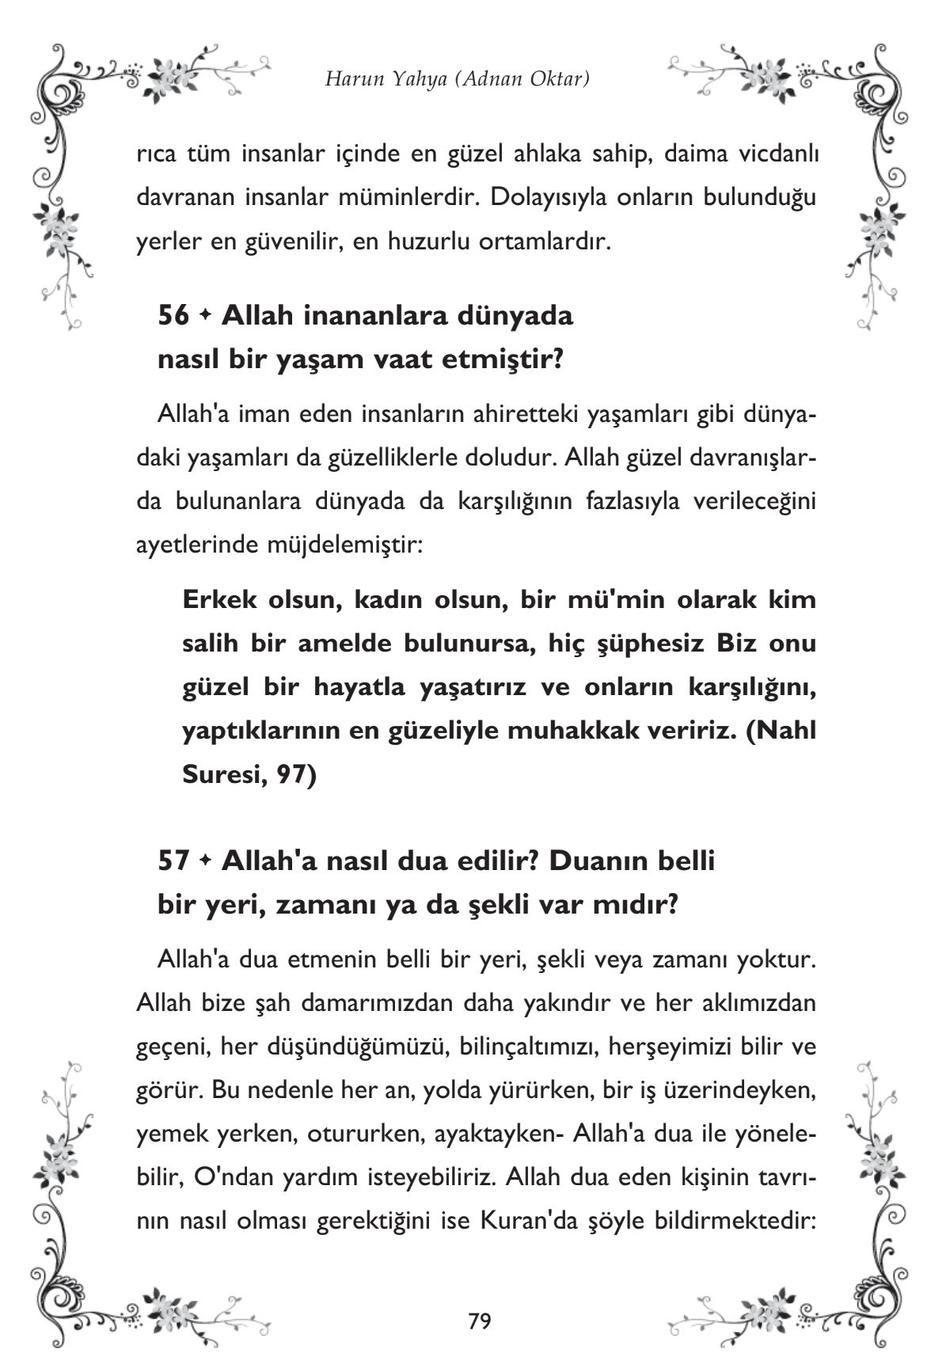 Harun Yahya (Adnan Oktar)
rıca tüm insanlar içinde en güzel ahlaka sahip, daima vicdanlı
davranan insanlar müminlerdir. Dolayısıyla onların bulunduğu
yerler en güvenilir, en huzurlu ortamlardır.
56 ✦ Allah inananlara dünyada
nasıl bir yaşam vaat etmiştir?
Allah'a iman eden insanların ahiretteki yaşamları gibi dünya-
daki yaşamları da güzelliklerle doludur. Allah güzel davranışlar-
da bulunanlara dünyada da karşılığının fazlasıyla verileceğini
ayetlerinde müjdelemiştir:
Erkek olsun, kadın olsun, bir mü'min olarak kim
salih bir amelde bulunursa, hiç şüphesiz Biz onu
güzel bir hayatla yaşatırız ve onların karşılığını,
yaptıklarının en güzeliyle muhakkak veririz. (Nahl
Suresi, 97)
57 ✦ Allah'a nasıl dua edilir? Duanın belli
bir yeri, zamanı ya da şekli var mıdır?
Allah'a dua etmenin belli bir yeri, şekli veya zamanı yoktur.
Allah bize şah damarımızdan daha yakındır ve her aklımızdan
geçeni, her düşündüğümüzü, bilinçaltımızı, herşeyimizi bilir ve
görür. Bu nedenle her an, yolda yürürken, bir iş üzerindeyken,
yemek yerken, otururken, ayaktayken- Allah'a dua ile yönele-
bilir, O'ndan yardım isteyebiliriz. Allah dua eden kişinin tavrı-
nın nasıl olması gerektiğini ise Kuran'da şöyle bildirmektedir:
79